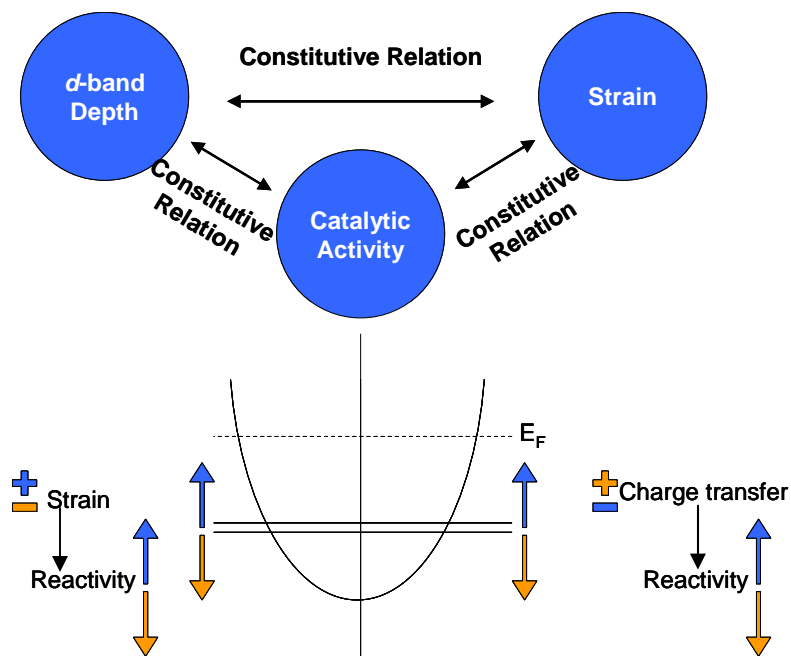 Constitutive Relation
d-band
Depth
Strain
Constitutive
Relation
Catalytic
Activity
Constitutive
Relation
EF
Strain
Charge transfer
Reactivity
Reactivity